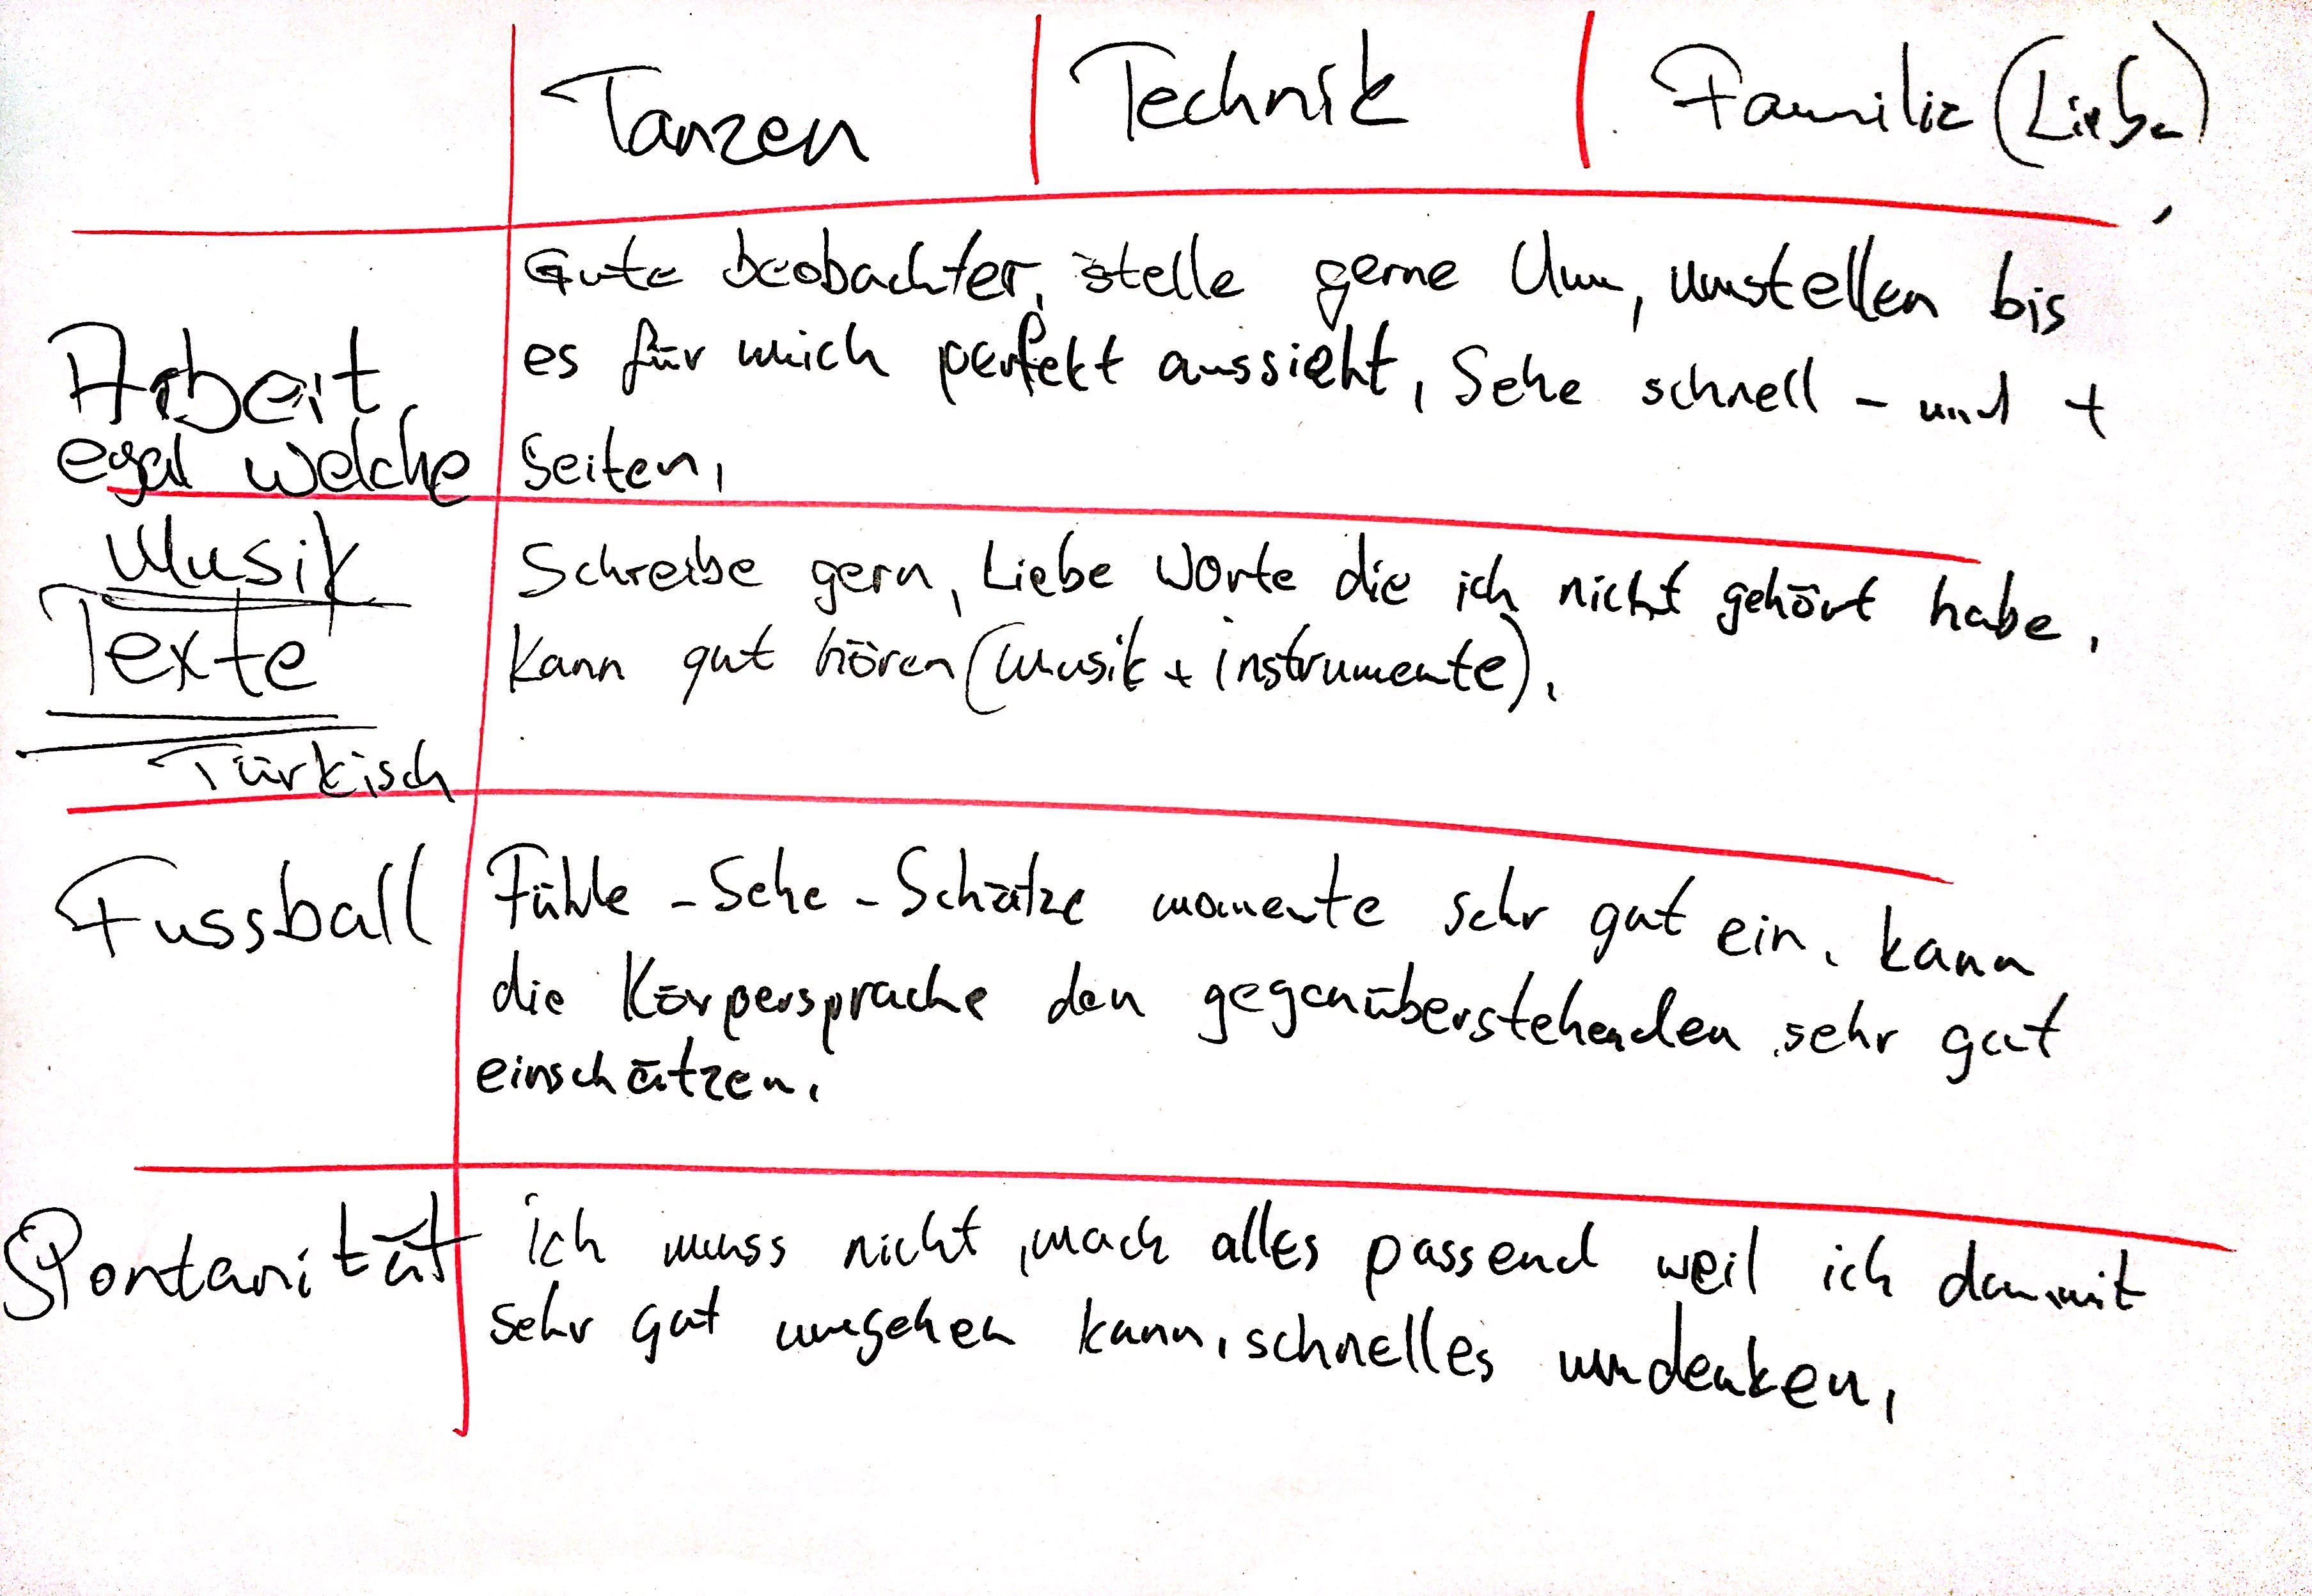 Tanzen | Technik | Familie (Liebe)
Gute beobachter, stelle gerne Um, umstellen bis
es für mich perfekt aussieht, Sehe schnell - und +
Seiten,
Arbeit
egal welche
Musik
Texte
Türkisch
Schreibe gern, Liebe Worte die ich nicht gehört habe.
Kann gut hören (Musik + instrumente).
Fussball
Fühle - Sehe - Schätze momente sehr gut ein. kann
die Körpersprache den gegenüberstehenden sehr gut
einschätzen.
Spontanität
ich muss nicht, mach alles passend weil ich dammit
sehr gut umgehen kann, schnelles umdenken,